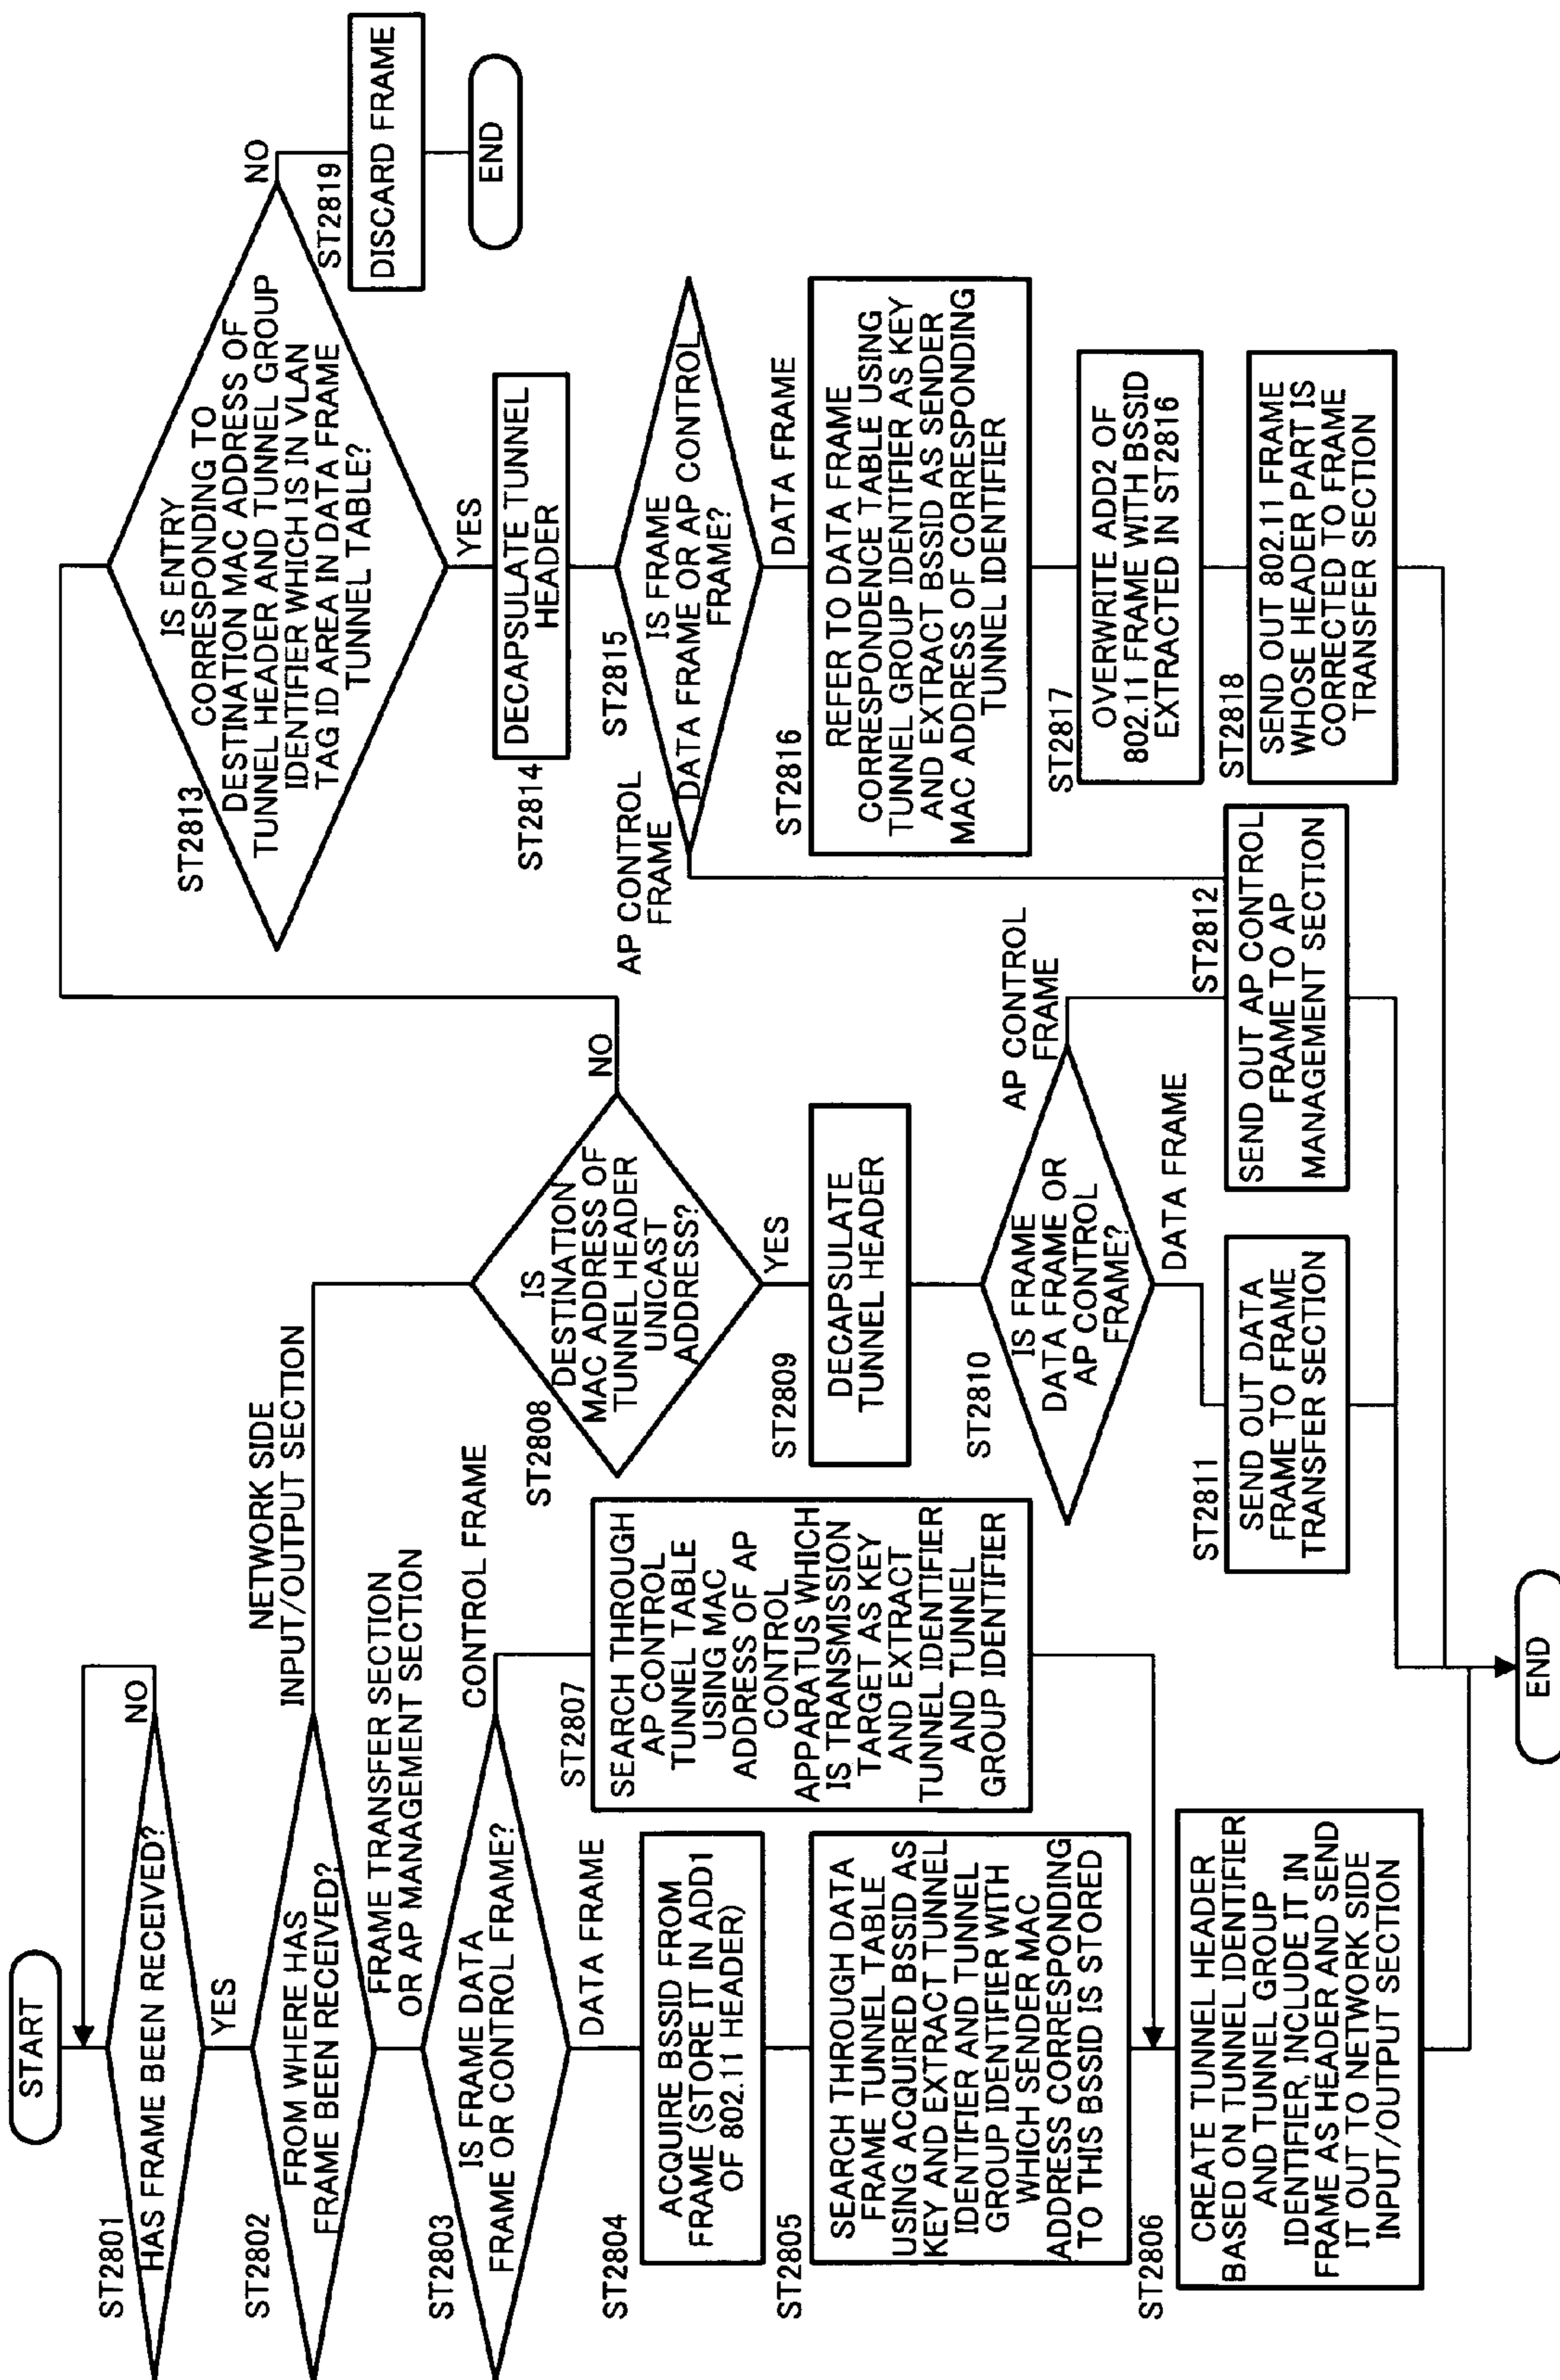 START
ST2801
HAS FRAME BEEN RECEIVED?
NO
YES
ST2802
FROM WHERE HAS
FRAME BEEN RECEIVED?
NETWORK SIDE
INPUT/OUTPUT SECTION
FRAME TRANSFER SECTION
OR AP MANAGEMENT SECTION
ST2803
IS FRAME DATA
FRAME OR CONTROL FRAME?
CONTROL FRAME
DATA FRAME
ST2804
ACQUIRE BSSID FROM
FRAME (STORE IT IN ADD1
OF 802.11 HEADER)
ST2805
SEARCH THROUGH DATA
FRAME TUNNEL TABLE
USING ACQUIRED BSSID AS
KEY AND EXTRACT TUNNEL
IDENTIFIER AND TUNNEL
GROUP IDENTIFIER WITH
WHICH SENDER MAC
ADDRESS CORRESPONDING
TO THIS BSSID IS STORED
ST2806
CREATE TUNNEL HEADER
BASED ON TUNNEL IDENTIFIER
AND TUNNEL GROUP
IDENTIFIER, INCLUDE IT IN
FRAME AS HEADER AND SEND
IT OUT TO NETWORK SIDE
INPUT/OUTPUT SECTION
ST2807
SEARCH THROUGH
AP CONTROL
TUNNEL TABLE
USING MAC
ADDRESS OF AP
CONTROL
APPARATUS WHICH
IS TRANSMISSION
TARGET AS KEY
AND EXTRACT
TUNNEL IDENTIFIER
AND TUNNEL
GROUP IDENTIFIER
ST2808
IS
DESTINATION
MAC ADDRESS OF
TUNNEL HEADER
UNICAST
ADDRESS?
NO
YES
ST2809
DECAPSULATE
TUNNEL HEADER
ST2810
IS FRAME
DATA FRAME OR
AP CONTROL
FRAME?
AP CONTROL
FRAME
DATA FRAME
ST2811
SEND OUT DATA
FRAME TO FRAME
TRANSFER SECTION
ST2812
SEND OUT AP CONTROL
FRAME TO AP
MANAGEMENT SECTION
ST2813
IS ENTRY
CORRESPONDING TO
DESTINATION MAC ADDRESS OF
TUNNEL HEADER AND TUNNEL GROUP
IDENTIFIER WHICH IS IN VLAN
TAG ID AREA IN DATA FRAME
TUNNEL TABLE?
NO
YES
ST2819
DISCARD FRAME
END
ST2814
DECAPSULATE TUNNEL
HEADER
ST2815
IS FRAME
DATA FRAME OR AP CONTROL
FRAME?
AP CONTROL
FRAME
DATA FRAME
ST2816
REFER TO DATA FRAME
CORRESPONDENCE TABLE USING
TUNNEL GROUP IDENTIFIER AS KEY
AND EXTRACT BSSID AS SENDER
MAC ADDRESS OF CORRESPONDING
TUNNEL IDENTIFIER
ST2817
OVERWRITE ADD2 OF
802.11 FRAME WITH BSSID
EXTRACTED IN ST2816
ST2818
SEND OUT 802.11 FRAME
WHOSE HEADER PART IS
CORRECTED TO FRAME
TRANSFER SECTION
END